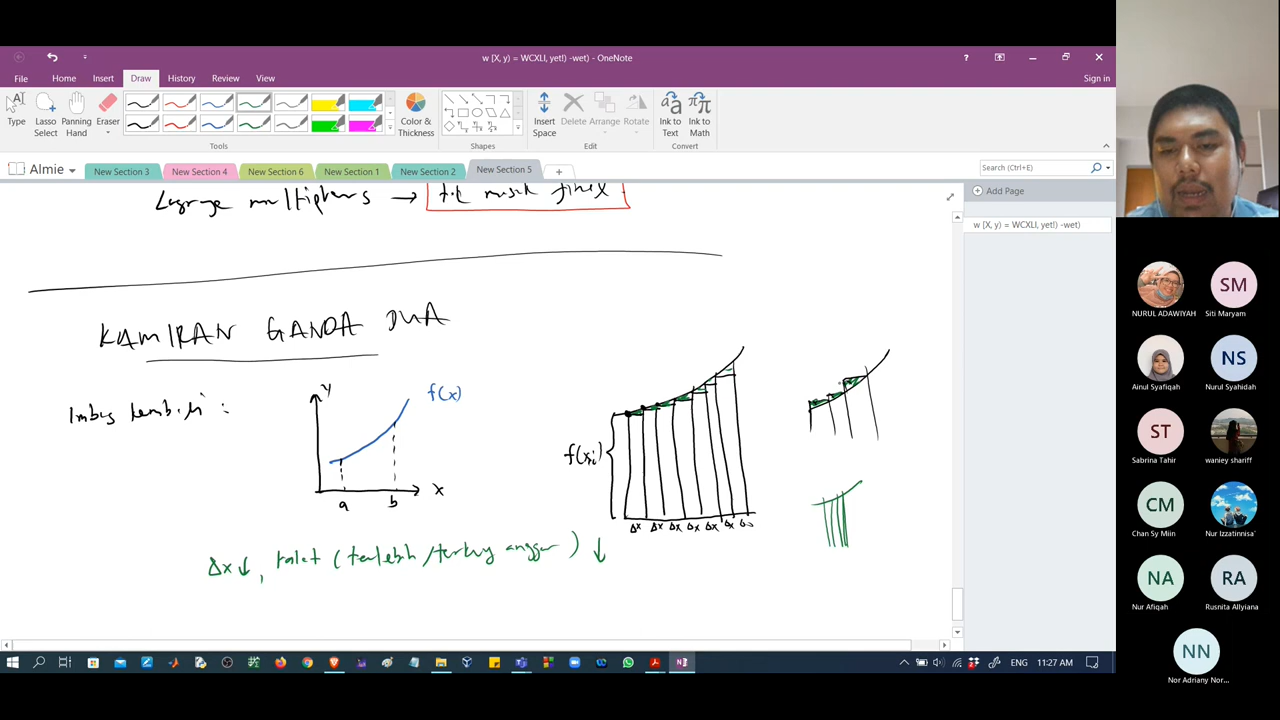 w [X, y) = WCXLI, yet!) -wet) - OneNote
File Home Insert Draw History Review View
Sign in
Type
Lasso Select
Panning Hand
Eraser
Color & Thickness
Insert Space
Delete
Arrange
Rotate
Ink to Text
Ink to Math
Tools
Shapes
Edit
Convert
Almie
New Section 3
New Section 4
New Section 6
New Section 1
New Section 2
New Section 5
Search (Ctrl+E)
Add Page
w [X, y) = WCXLI, yet!) -wet)
Lagrange multipliers →
KAMIRAN GANDA DUA
Imbas kembali :
y
f(x)
x
a
b
f(xi)
Δx Δx Δx Δx Δx Δx Δx
Δx↓, ralat (terlebih/terkurang anggar) ↓
NURUL ADAWIYAH
SM
Siti Maryam
Ainul Syafiqah
NS
Nurul Syahidah
ST
Sabrina Tahir
waniey shariff
CM
Chan Sy Miin
Nur Izzatinnisa'
NA
Nur Afiqah
RA
Rusnita Allyiana
NN
Nor Adriany Nor...
ENG
11:27 AM